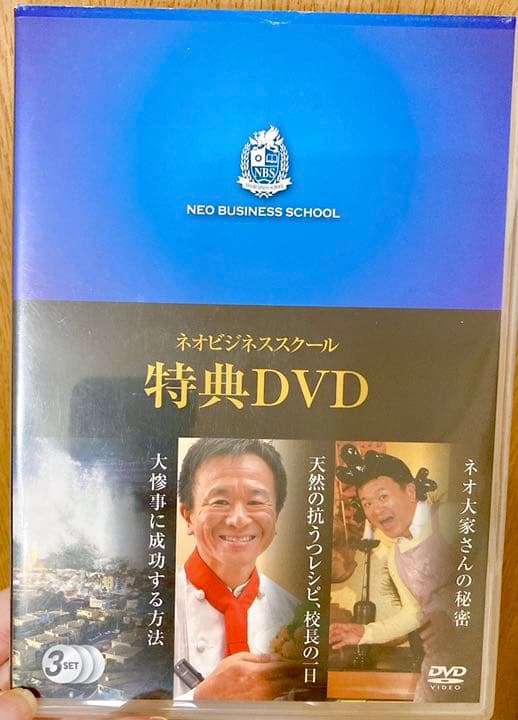 NBS
NEO BUSINESS SCHOOL
ネオビジネススクール
特典DVD
大惨事に成功する方法
天然の抗うつレシピ、校長の一日
ネオ大家さんの秘密
3SET
DVD
VIDEO